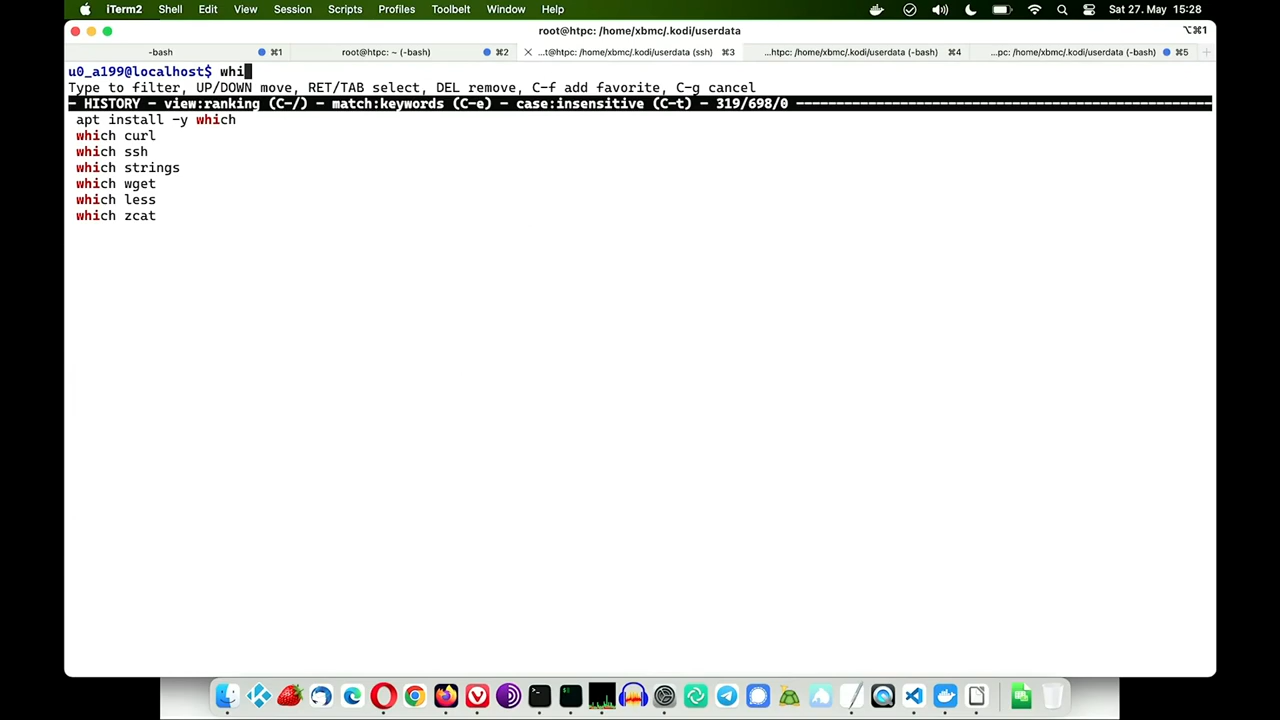 iTerm2 Shell Edit View Session Scripts Profiles Toolbelt Window Help Sat 27. May 15:28
root@htpc: /home/xbmc/.kodi/userdata ⌥⌘1
-bash ⌘1 root@htpc: ~ (-bash) ⌘2 ...t@htpc: /home/xbmc/.kodi/userdata (ssh) ⌘3 ...htpc: /home/xbmc/.kodi/userdata (-bash) ⌘4 ...pc: /home/xbmc/.kodi/userdata (-bash) ⌘5
u0_a199@localhost$ whi
Type to filter, UP/DOWN move, RET/TAB select, DEL remove, C-f add favorite, C-g cancel
- HISTORY - view:ranking (C-/) - match:keywords (C-e) - case:insensitive (C-t) - 319/698/0 ----------------------------------------------------
apt install -y which
which curl
which ssh
which strings
which wget
which less
which zcat